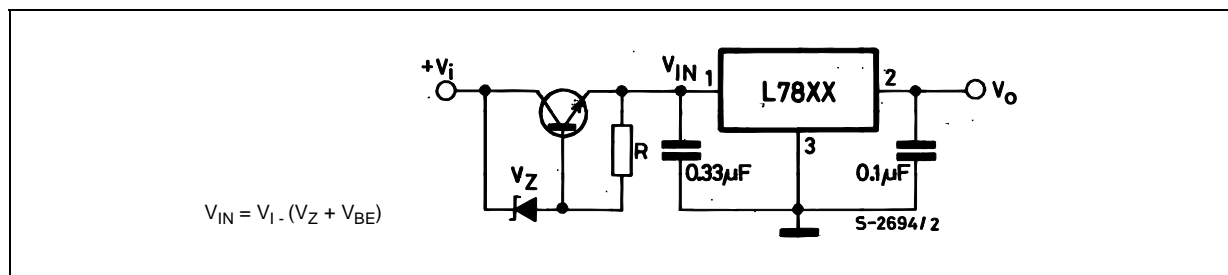 +Vi
VIN
1
L78XX
2
Vo
3
R
0.33µF
0.1µF
VZ
VIN = VI - (VZ + VBE)
S-2694/2